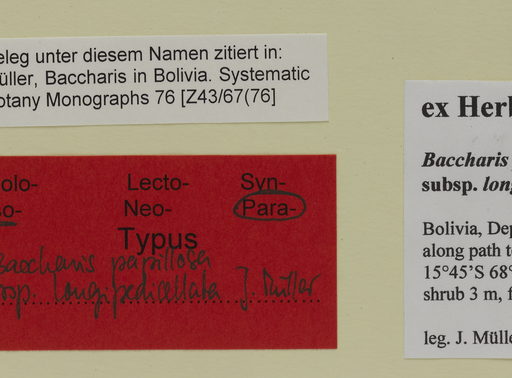 eleg unter diesem Namen zitiert in:
üller, Baccharis in Bolivia. Systematic
otany Monographs 76 [Z43/67(76]
olo- Lecto- Syn-
so- Neo- Para-
Typus
Baccharis papillosa
ssp. longipedicellata J. Müller
ex Herb
Baccharis
subsp. long
Bolivia, Dep
along path to
15°45'S 68°
shrub 3 m, f
leg. J. Mülle